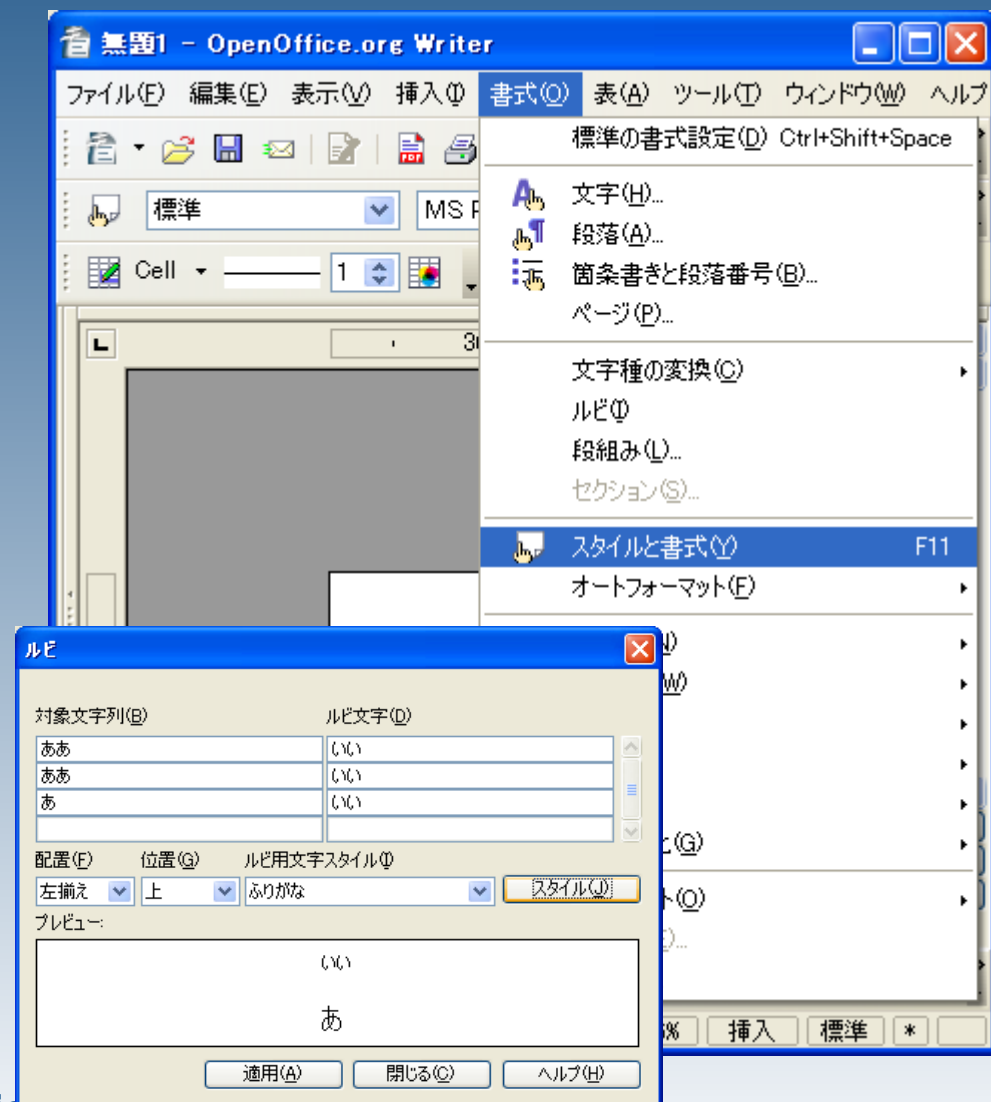 無題1 - OpenOffice.org Writer
ファイル(F) 編集(E) 表示(V) 挿入(I) 書式(O) 表(A) ツール(T) ウィンドウ(W) ヘルプ
標準の書式設定(D) Ctrl+Shift+Space
標準 MS P
文字(H)...
段落(A)...
Cell 1
箇条書きと段落番号(B)...
ページ(P)...
文字種の変換(C)
ルビ(I)
段組み(L)...
セクション(S)...
スタイルと書式(Y) F11
オートフォーマット(F)
(W)
(G)
(O)
% 挿入 標準 *
ルビ
対象文字列(B) ルビ文字(D)
ああ いい
ああ いい
あ いい
配置(F) 位置(G) ルビ用文字スタイル(I)
左揃え 上 ふりがな スタイル(J)
プレビュー:
いい
あ
適用(A) 閉じる(C) ヘルプ(H)